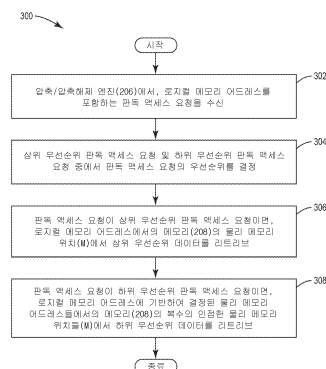 300
시작
압축/압축해제 엔진(206)에서, 로지컬 메모리 어드레스를
포함하는 판독 액세스 요청을 수신
302
상위 우선순위 판독 액세스 요청 및 하위 우선순위 판독 액세스
요청 중에서 판독 액세스 요청의 우선순위를 결정
304
판독 액세스 요청이 상위 우선순위 판독 액세스 요청이면,
로지컬 메모리 어드레스에서의 메모리(208)의 물리 메모리
위치(M)에서 상위 우선순위 데이터를 리트리브
306
판독 액세스 요청이 하위 우선순위 판독 액세스 요청이면,
로지컬 메모리 어드레스에 기반하여 결정된 물리 메모리
어드레스들에서의 메모리(208)의 복수의 인접한 물리 메모리
위치들(M)에서 하위 우선순위 데이터를 리트리브
308
종료